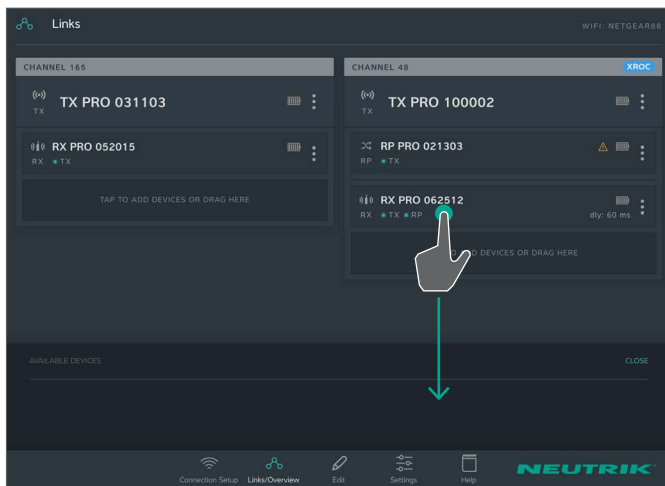 Links
WIFI: NETGEAR88
CHANNEL 165
TX
TX PRO 031103
RX PRO 052015
RX TX
TAP TO ADD DEVICES OR DRAG HERE
CHANNEL 48 XROC
TX
TX PRO 100002
RP PRO 021303
RP TX
RX PRO 062512
RX TX RP dly: 60 ms
D DEVICES OR DRAG HERE
AVAILABLE DEVICES CLOSE
Connection Setup Links/Overview Edit Settings Help
NEUTRIK